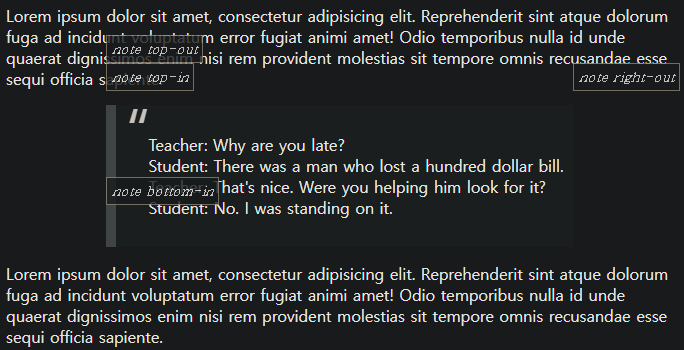 Lorem ipsum dolor sit amet, consectetur adipisicing elit. Reprehenderit sint atque dolorum
fuga ad incidunt voluptatum error fugiat animi amet! Odio temporibus nulla id unde
note top-out
quaerat dignissimos enim nisi rem provident molestias sit tempore omnis recusandae esse
sequi officia sapiente.
note top-in
note right-out
“
Teacher: Why are you late?
Student: There was a man who lost a hundred dollar bill.
Teacher: That's nice. Were you helping him look for it?
note bottom-in
Student: No. I was standing on it.
Lorem ipsum dolor sit amet, consectetur adipisicing elit. Reprehenderit sint atque dolorum
fuga ad incidunt voluptatum error fugiat animi amet! Odio temporibus nulla id unde
quaerat dignissimos enim nisi rem provident molestias sit tempore omnis recusandae esse
sequi officia sapiente.